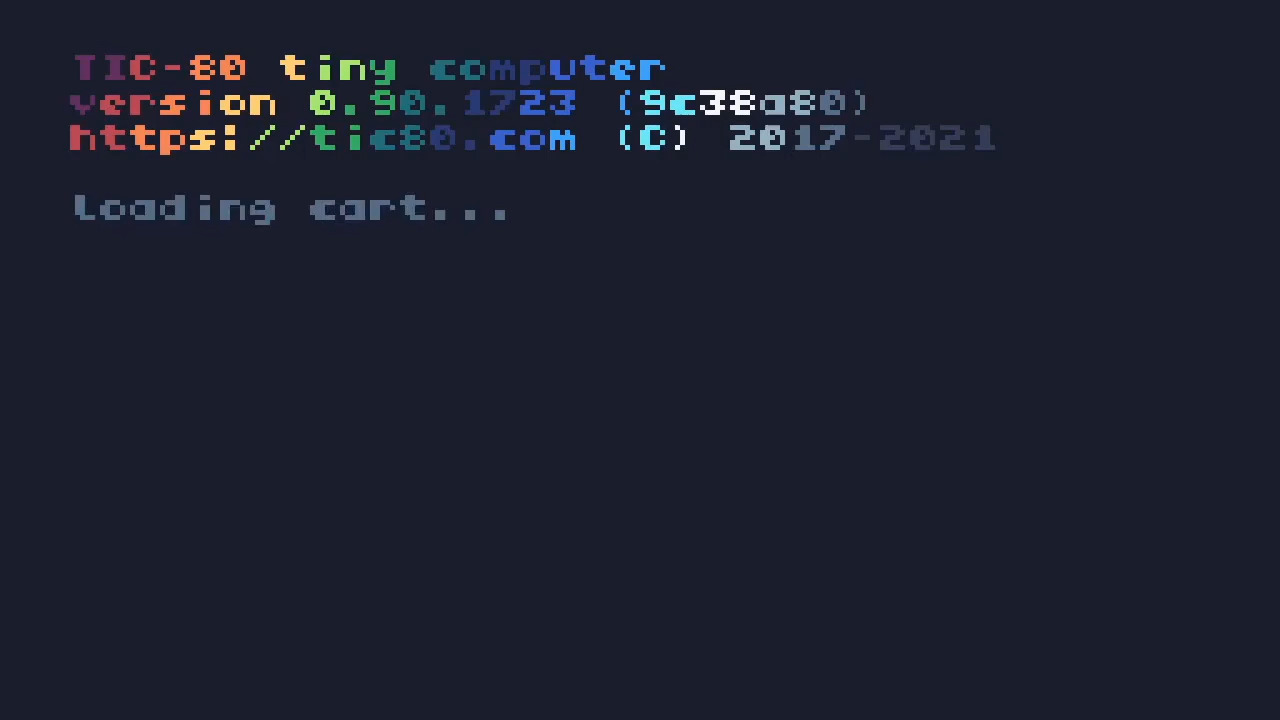 TIC-80 tiny computer
version 0.90.1723 (9c38a80)
https://tic80.com (C) 2017-2021
Loading cart...